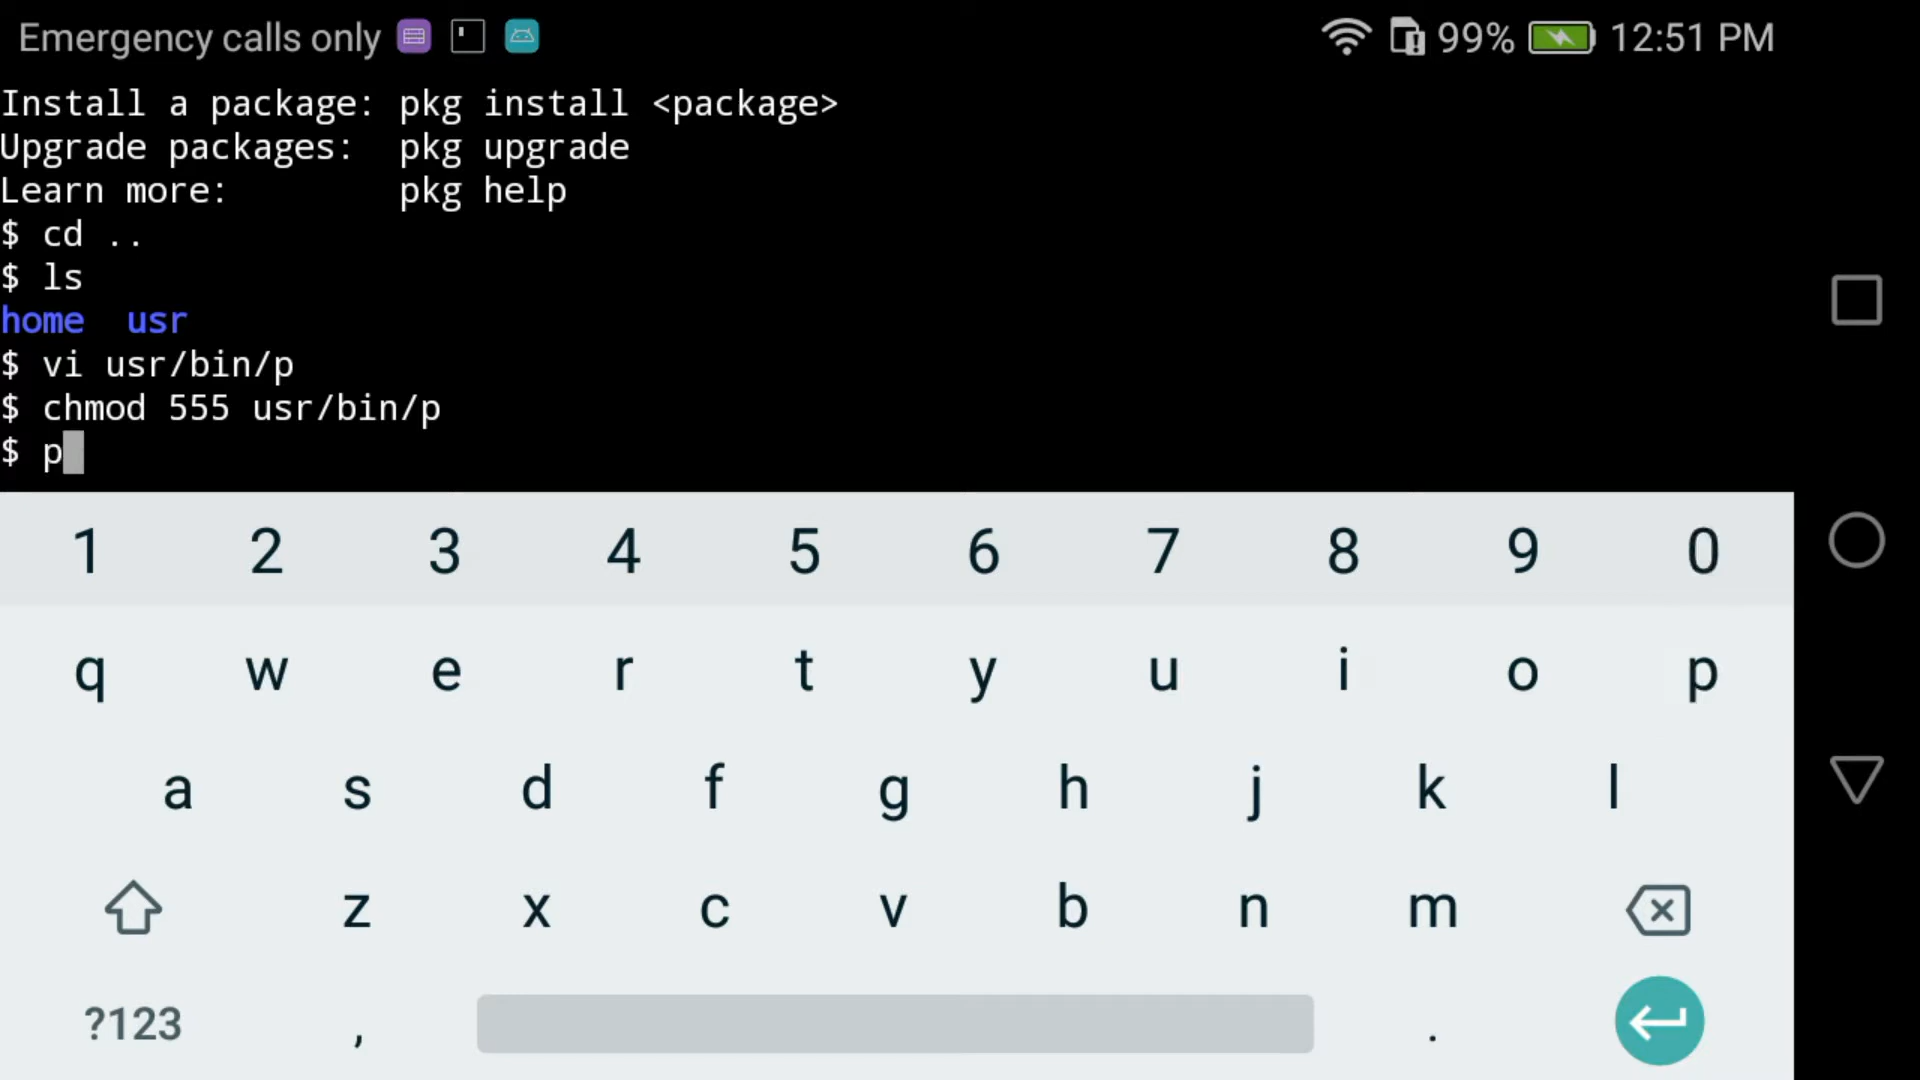 Emergency calls only 99% 12:51 PM
Install a package: pkg install <package>
Upgrade packages:  pkg upgrade
Learn more:        pkg help
$ cd ..
$ ls
home  usr
$ vi usr/bin/p
$ chmod 555 usr/bin/p
$ p
1 2 3 4 5 6 7 8 9 0
q w e r t y u i o p
a s d f g h j k l
z x c v b n m
?123 , .